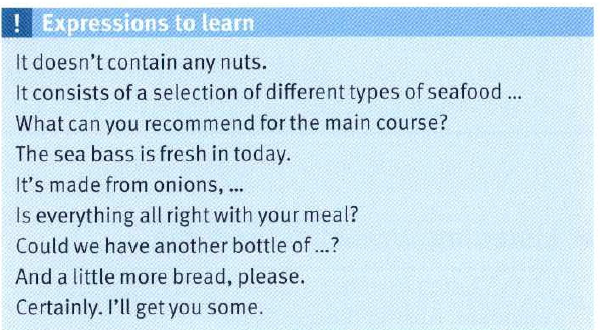 ! Expressions to learn
It doesn't contain any nuts.
It consists of a selection of different types of seafood ...
What can you recommend for the main course?
The sea bass is fresh in today.
It's made from onions, ...
Is everything all right with your meal?
Could we have another bottle of ...?
And a little more bread, please.
Certainly. I'll get you some.